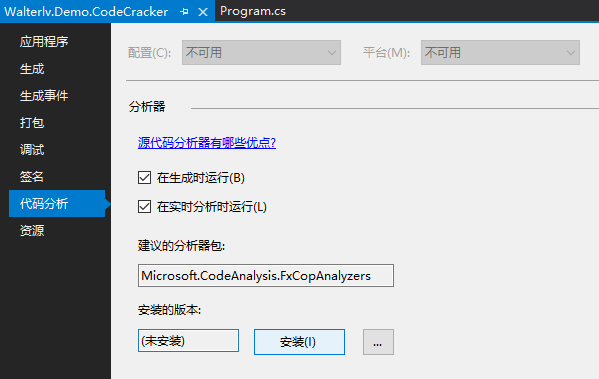 Walterlv.Demo.CodeCracker Program.cs
应用程序
生成
生成事件
打包
调试
签名
代码分析
资源
配置(C): 不可用 平台(M): 不可用
分析器
源代码分析器有哪些优点?
在生成时运行(B)
在实时分析时运行(L)
建议的分析器包:
Microsoft.CodeAnalysis.FxCopAnalyzers
安装的版本:
(未安装) 安装(I) ...